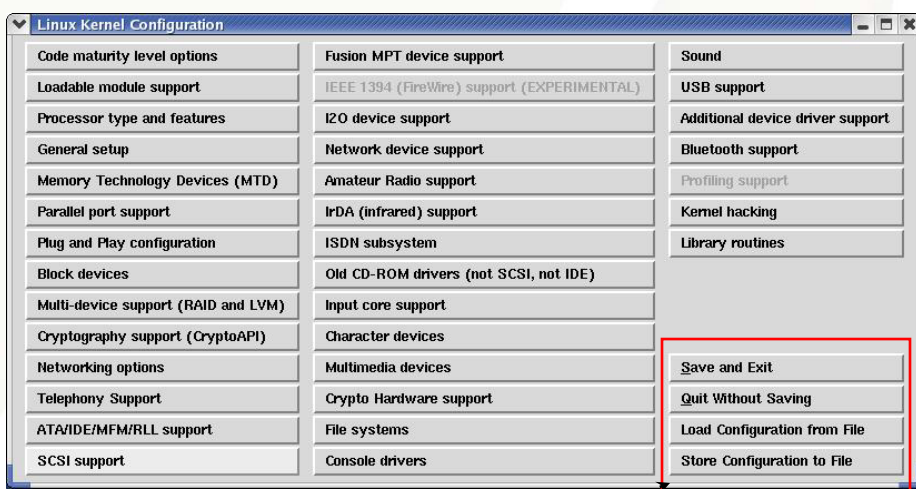 Linux Kernel Configuration
Code maturity level options
Loadable module support
Processor type and features
General setup
Memory Technology Devices (MTD)
Parallel port support
Plug and Play configuration
Block devices
Multi-device support (RAID and LVM)
Cryptography support (CryptoAPI)
Networking options
Telephony Support
ATA/IDE/MFM/RLL support
SCSI support
Fusion MPT device support
IEEE 1394 (FireWire) support (EXPERIMENTAL)
I2O device support
Network device support
Amateur Radio support
IrDA (infrared) support
ISDN subsystem
Old CD-ROM drivers (not SCSI, not IDE)
Input core support
Character devices
Multimedia devices
Crypto Hardware support
File systems
Console drivers
Sound
USB support
Additional device driver support
Bluetooth support
Profiling support
Kernel hacking
Library routines
Save and Exit
Quit Without Saving
Load Configuration from File
Store Configuration to File